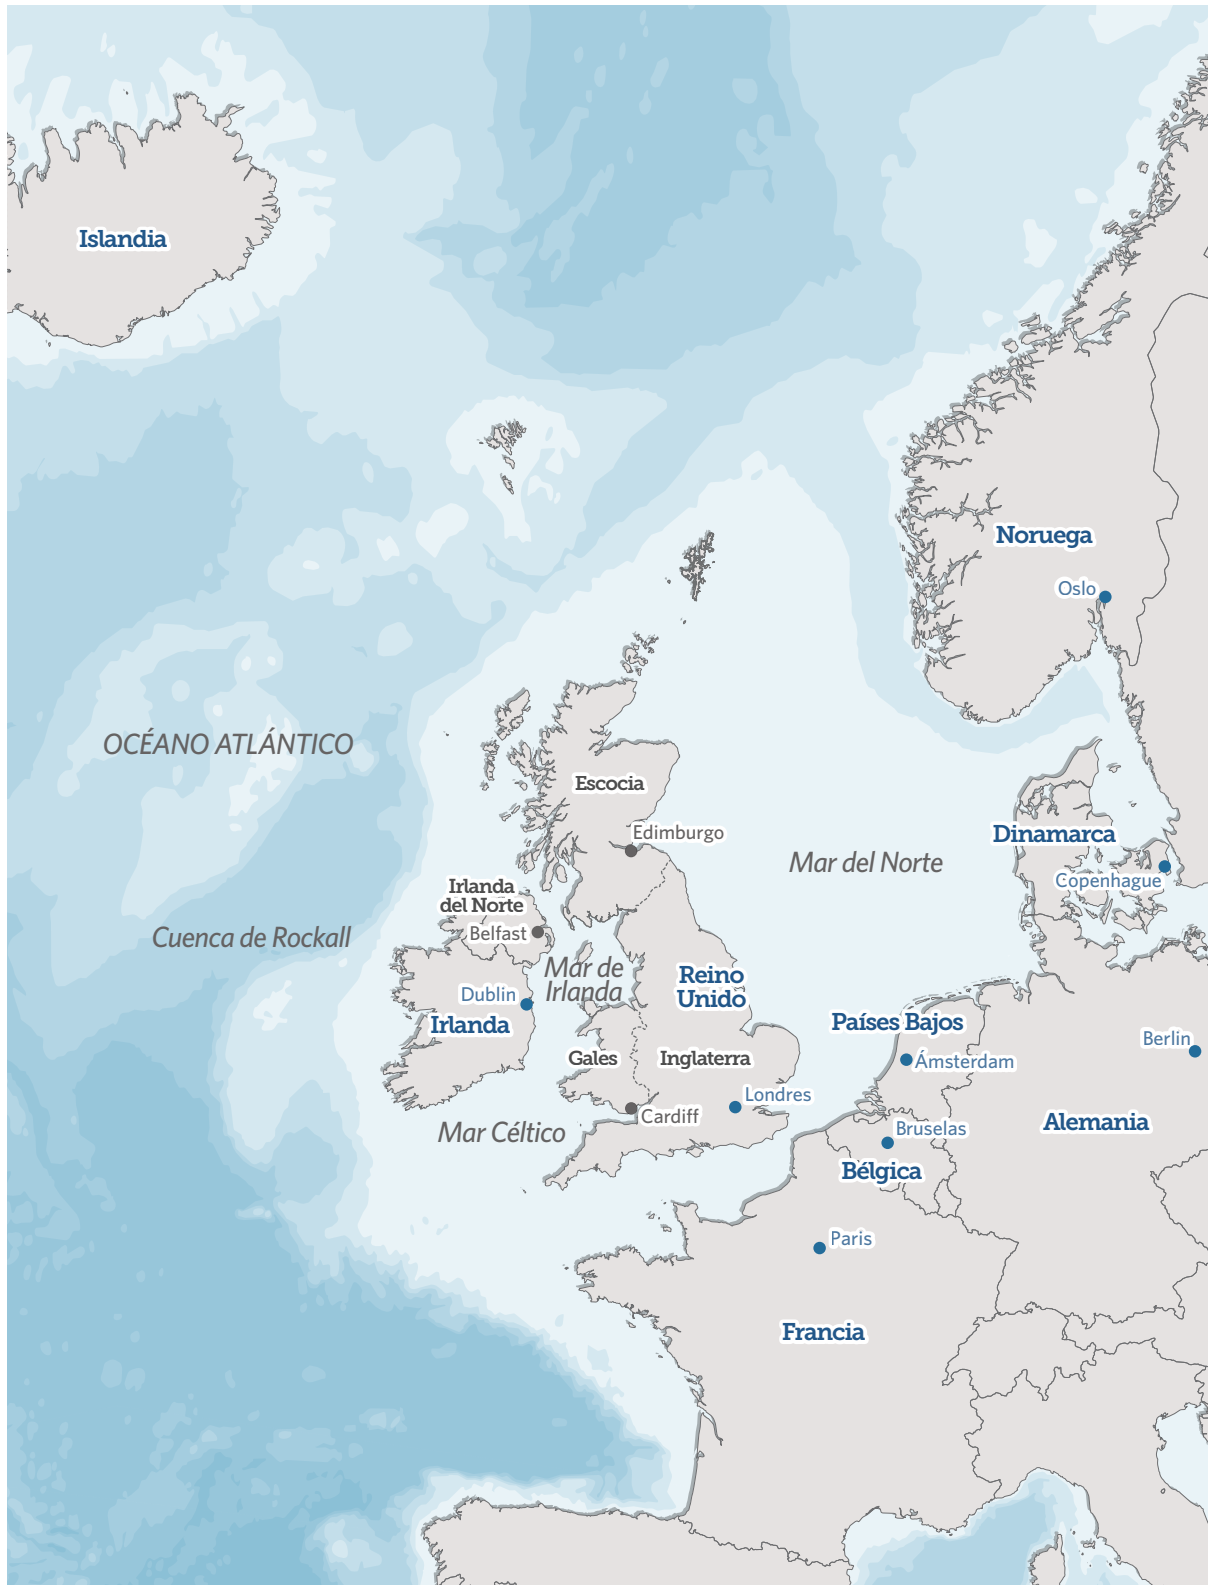 Islandia
Noruega
Oslo
OCÉANO ATLÁNTICO
Escocia
Edimburgo
Dinamarca
Mar del Norte
Copenhague
Irlanda
del Norte
Belfast
Cuenca de Rockall
Mar de
Irlanda
Reino
Unido
Dublin
Irlanda
Países Bajos
Berlin
Gales
Inglaterra
Ámsterdam
Londres
Cardiff
Alemania
Mar Céltico
Bruselas
Bélgica
Paris
Francia